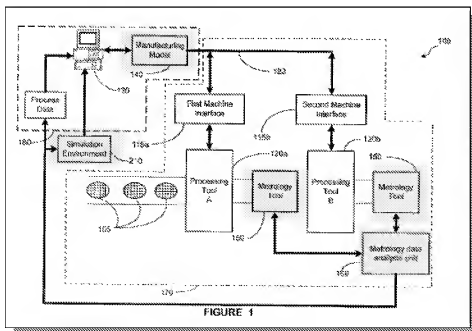 100
Manufacturing
Model
140
130
182
Process
Data
180
Simulation
Environment
210
First Machine
Interface
115a
Second Machine
Interface
115b
120a
120b
150
105
Processing
Tool
A
Metrology
Tool
150
Processing
Tool
B
Metrology
Tool
Metrology data
analysis unit
160
170
FIGURE 1